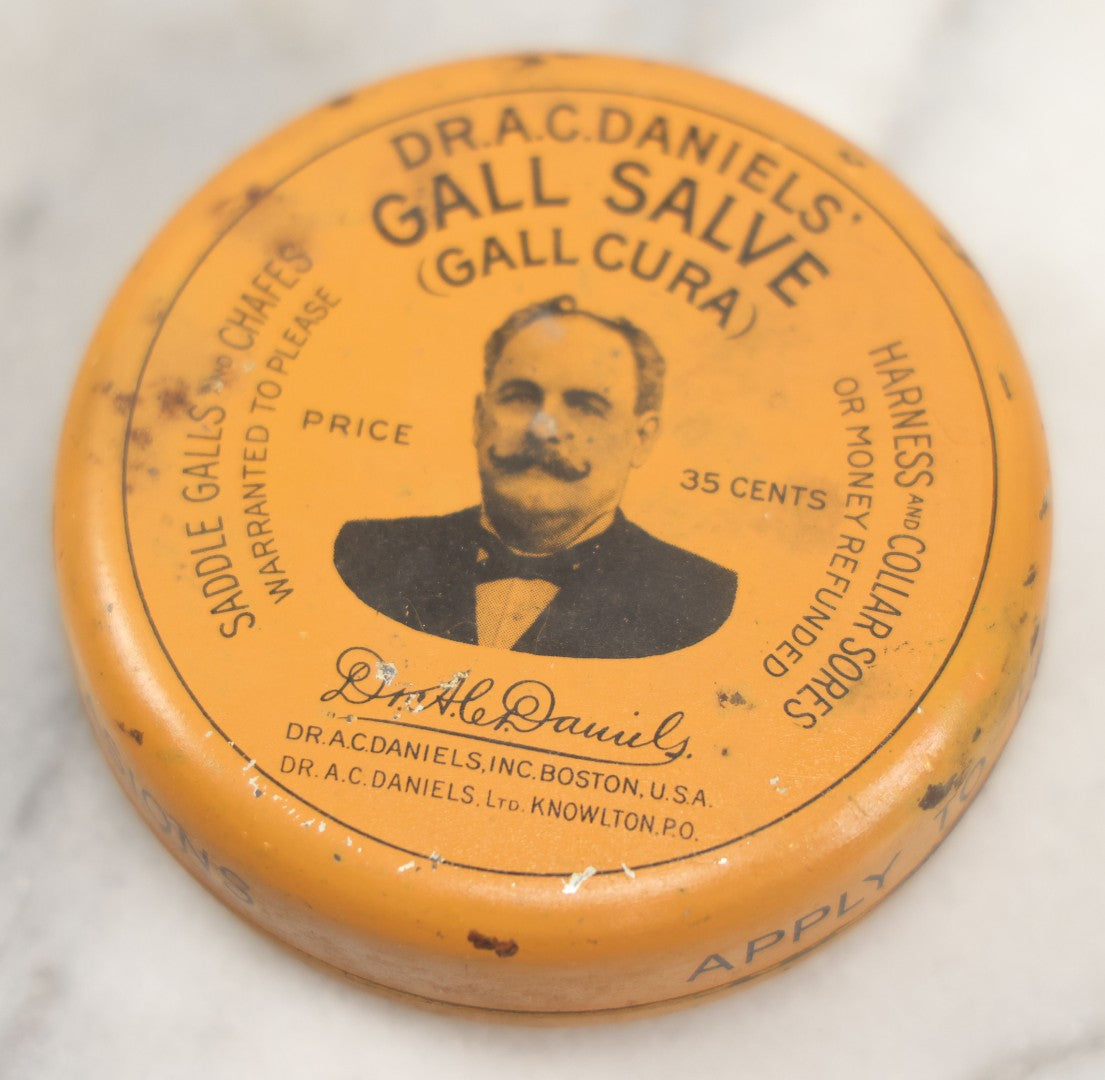 DR. A.C. DANIELS'
GALL SALVE
(GALL CURA)
SADDLE GALLS AND CHAFES
WARRANTED TO PLEASE
HARNESS AND COLLAR SORES
OR MONEY REFUNDED
PRICE
35 CENTS
Dr. A.C. Daniels.
DR. A.C. DANIELS, INC. BOSTON, U.S.A.
DR. A.C. DANIELS, LTD. KNOWLTON, P.O.
APPLY TO